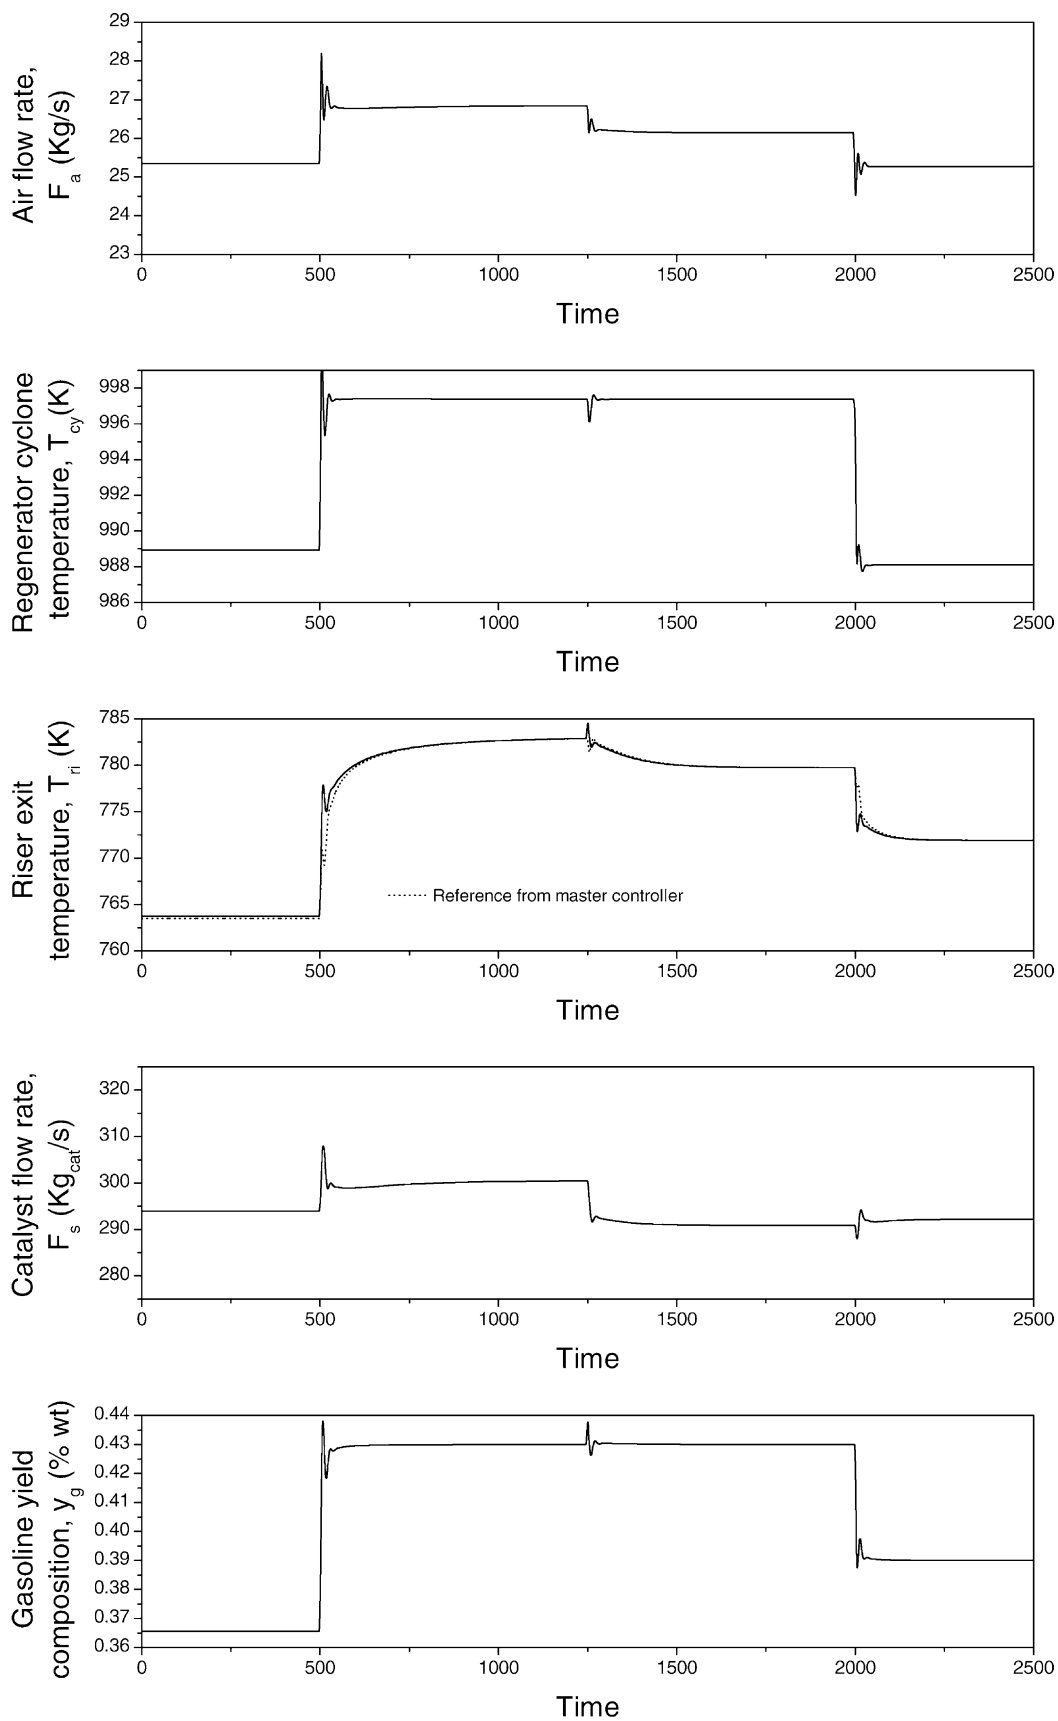 Air flow rate,
F a (Kg/s)
29
28
27
26
25
24
23
0 500 1000 1500 2000 2500
Time
Regenerator cyclone
temperature, T cy (K)
998
996
994
992
990
988
986
0 500 1000 1500 2000 2500
Time
Riser exit
temperature, T ri (K)
785
780
775
770
765
760
Reference from master controller
0 500 1000 1500 2000 2500
Time
Catalyst flow rate,
F s (Kg cat/s)
320
310
300
290
280
0 500 1000 1500 2000 2500
Time
Gasoline yield
composition, y g (% wt)
0.44
0.43
0.42
0.41
0.40
0.39
0.38
0.37
0.36
0 500 1000 1500 2000 2500
Time